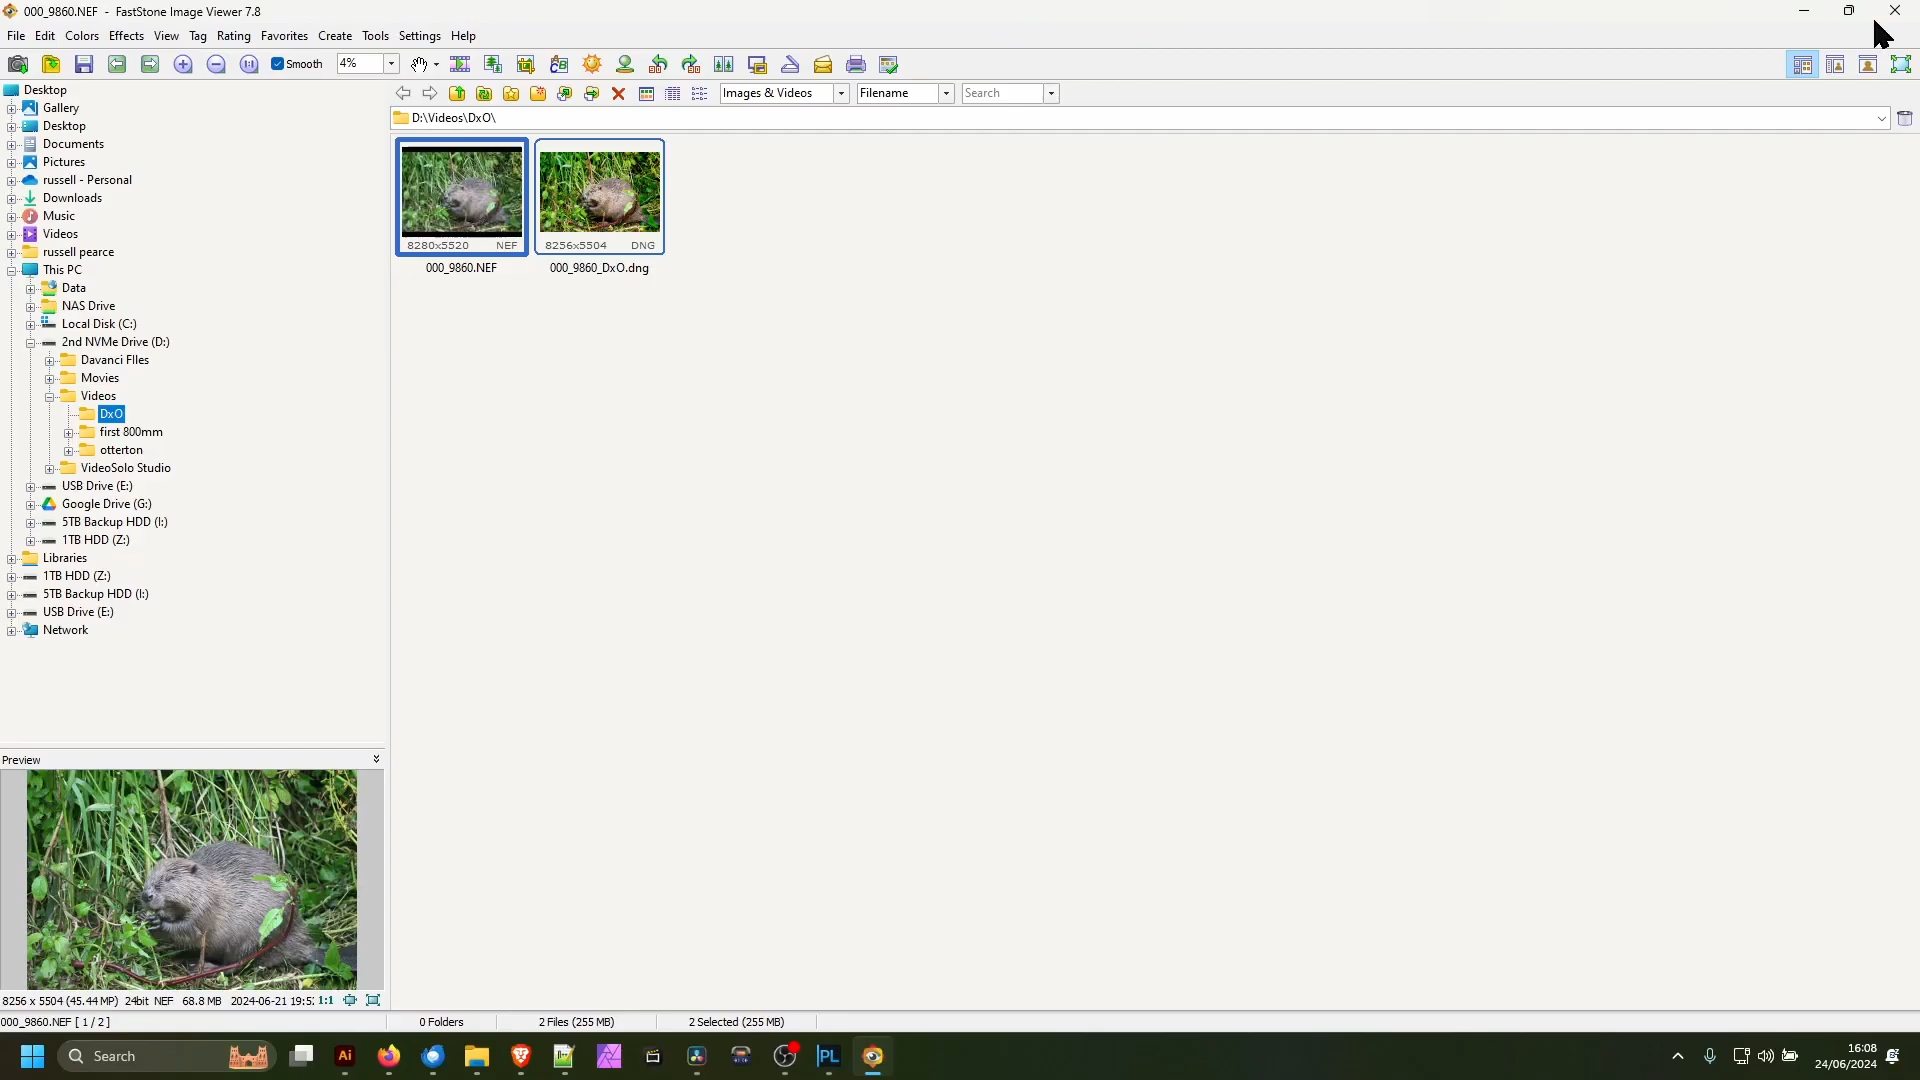 000_9860.NEF - FastStone Image Viewer 7.8
File Edit Colors Effects View Tag Rating Favorites Create Tools Settings Help
Smooth 4%
Images & Videos Filename Search
D:\Videos\DxO\
Desktop
Gallery
Desktop
Documents
Pictures
russell - Personal
Downloads
Music
Videos
russell pearce
This PC
Data
NAS Drive
Local Disk (C:)
2nd NVMe Drive (D:)
Davanci FIles
Movies
Videos
DxO
first 800mm
otterton
VideoSolo Studio
USB Drive (E:)
Google Drive (G:)
5TB Backup HDD (I:)
1TB HDD (Z:)
Libraries
1TB HDD (Z:)
5TB Backup HDD (I:)
USB Drive (E:)
Network
8280x5520 NEF
000_9860.NEF
8256x5504 DNG
000_9860_DxO.dng
Preview
8256 x 5504 (45.44 MP) 24bit NEF 68.8 MB 2024-06-21 19:5 1:1
000_9860.NEF [ 1 / 2 ]
0 Folders
2 Files (255 MB)
2 Selected (255 MB)
Search
Ai
PL
16:08
24/06/2024